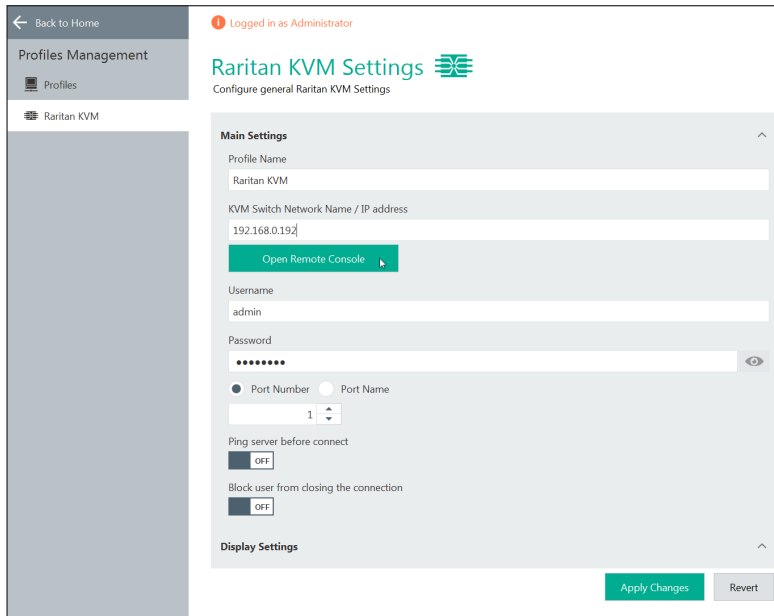 Back to Home
Profiles Management
Profiles
Raritan KVM
Logged in as Administrator
Raritan KVM Settings
Configure general Raritan KVM Settings
Main Settings
Profile Name
Raritan KVM
KVM Switch Network Name / IP address
192.168.0.192
Open Remote Console
Username
admin
Password
••••••••
Port Number Port Name
1
Ping server before connect
OFF
Block user from closing the connection
OFF
Display Settings
Apply Changes Revert